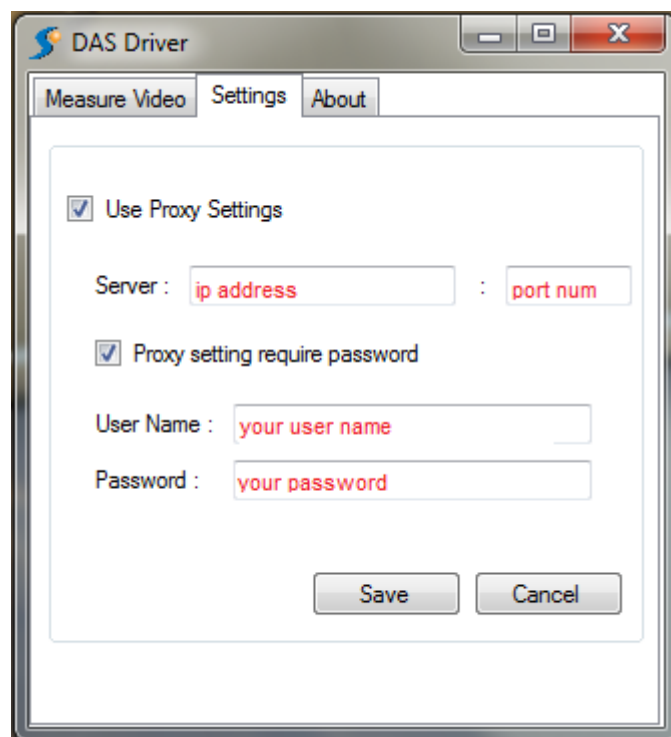 DAS Driver
Measure Video Settings About
Use Proxy Settings
Server : ip address : port num
Proxy setting require password
User Name : your user name
Password : your password
Save Cancel